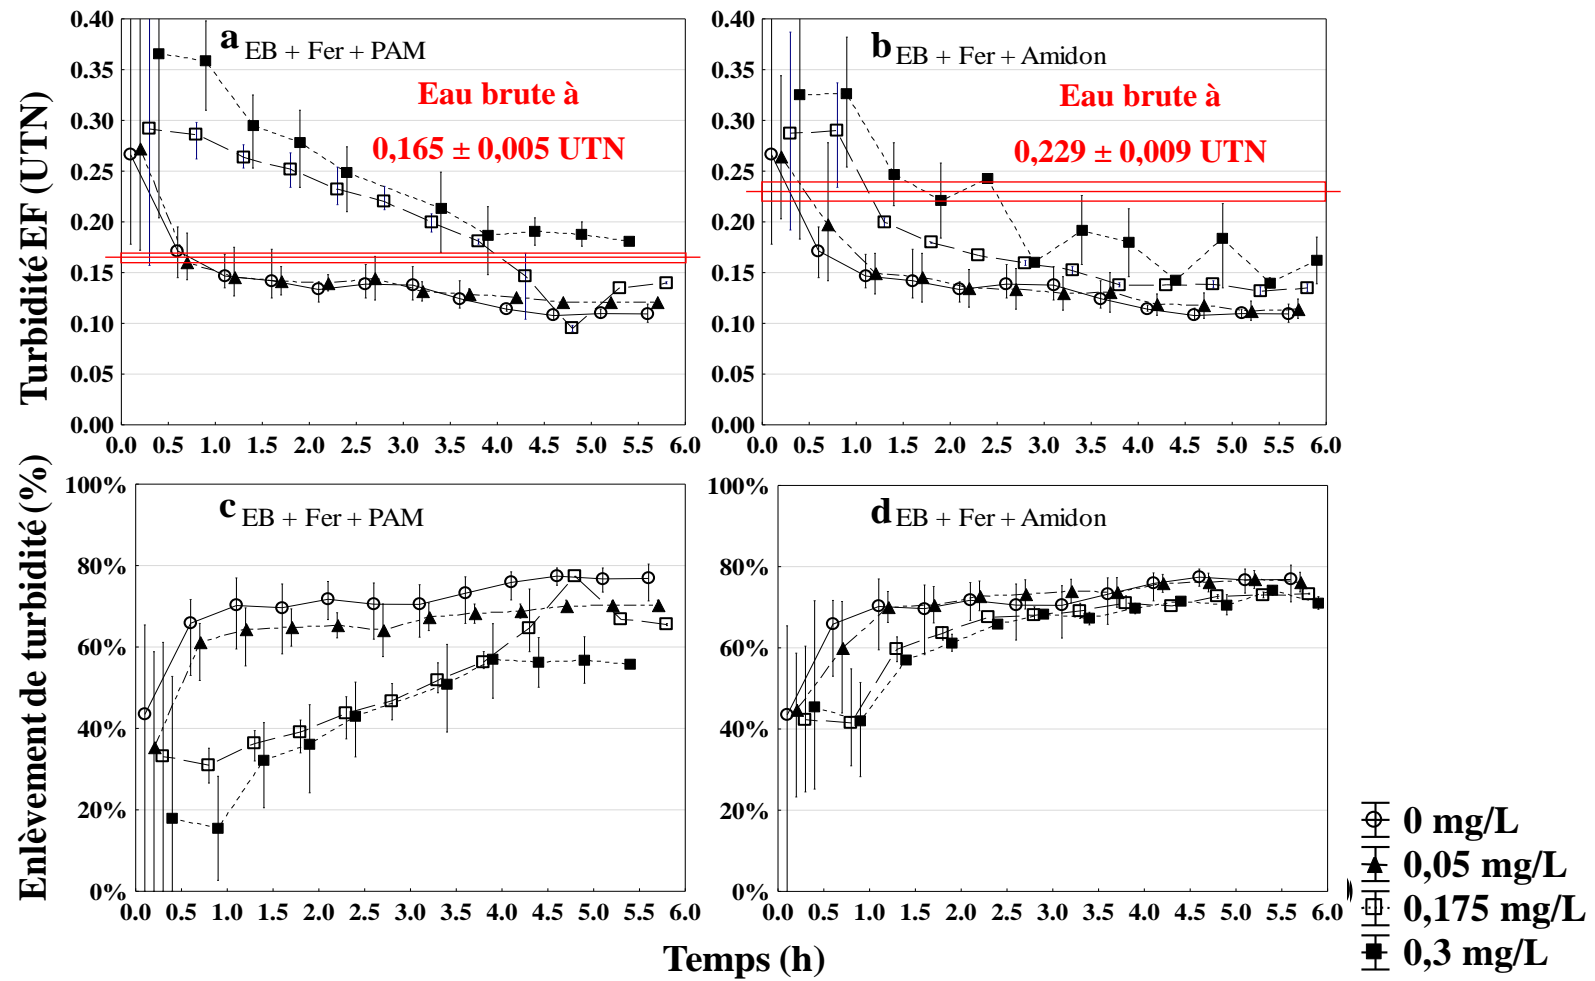 a EB + Fer + PAM
Eau brute à
0,165 ± 0,005 UTN
Turbidité EF (UTN)
0.40
0.35
0.30
0.25
0.20
0.15
0.10
0.05
0.00
0.0 0.5 1.0 1.5 2.0 2.5 3.0 3.5 4.0 4.5 5.0 5.5 6.0
b EB + Fer + Amidon
Eau brute à
0,229 ± 0,009 UTN
0.40
0.35
0.30
0.25
0.20
0.15
0.10
0.05
0.00
0.0 0.5 1.0 1.5 2.0 2.5 3.0 3.5 4.0 4.5 5.0 5.5 6.0
c EB + Fer + PAM
Enlèvement de turbidité (%)
100%
80%
60%
40%
20%
0%
0.0 0.5 1.0 1.5 2.0 2.5 3.0 3.5 4.0 4.5 5.0 5.5 6.0
d EB + Fer + Amidon
100%
80%
60%
40%
20%
0%
0.0 0.5 1.0 1.5 2.0 2.5 3.0 3.5 4.0 4.5 5.0 5.5 6.0
Temps (h)
0 mg/L
0,05 mg/L
0,175 mg/L
0,3 mg/L